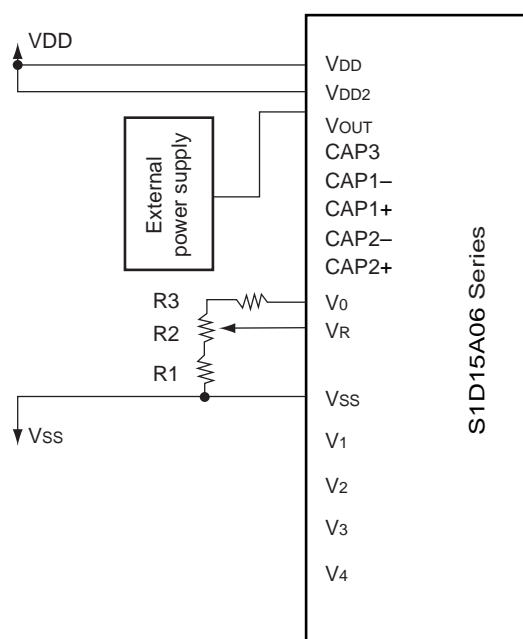 VDD
VDD
VDD2
VOUT
CAP3
CAP1–
CAP1+
CAP2–
CAP2+
External
power supply
R3
V0
R2
VR
R1
VSS
VSS
V1
V2
V3
V4
S1D15A06 Series